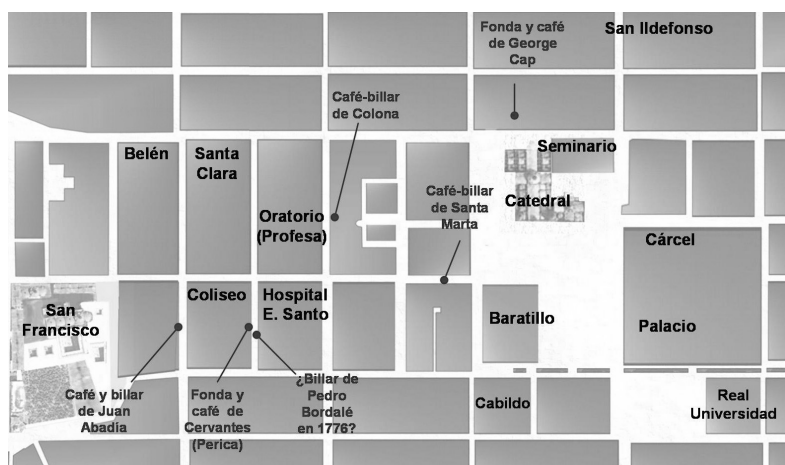 Fonda y café
de George
Cap
San Ildefonso
Café-billar
de Colona
Belén
Santa
Clara
Seminario
Café-billar
de Santa
Marta
Catedral
Oratorio
(Profesa)
Cárcel
San
Francisco
Coliseo
Hospital
E. Santo
Baratillo
Palacio
Café y billar
de Juan
Abadia
Fonda y
café de
Cervantes
(Perica)
¿Billar de
Pedro
Bordalé
en 1776?
Cabildo
Real
Universidad